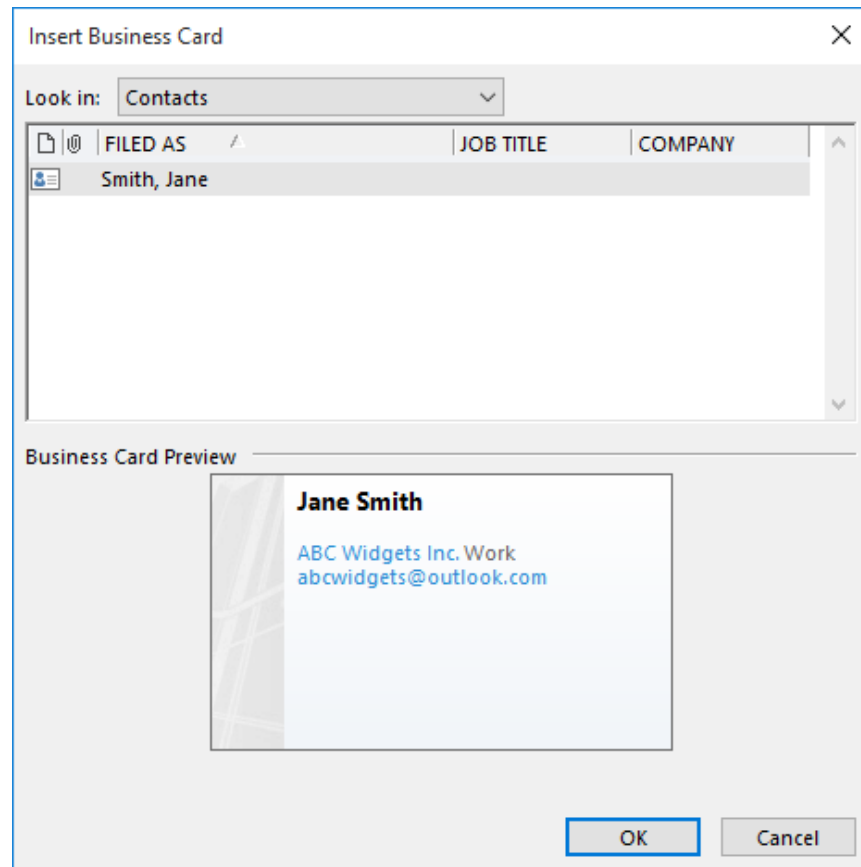 Insert Business Card
Look in: Contacts
FILED AS JOB TITLE COMPANY
Smith, Jane
Business Card Preview
Jane Smith
ABC Widgets Inc. Work
abcwidgets@outlook.com
OK Cancel